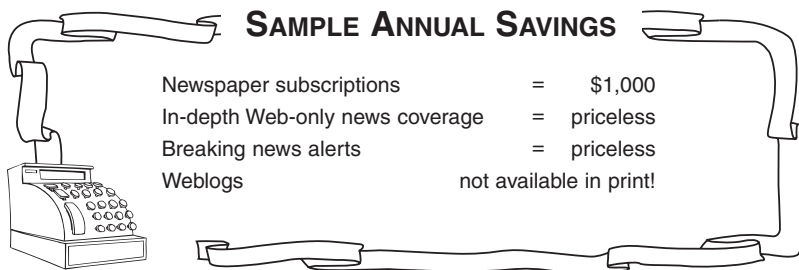 SAMPLE ANNUAL SAVINGS
Newspaper subscriptions = $1,000
In-depth Web-only news coverage = priceless
Breaking news alerts = priceless
Weblogs not available in print!